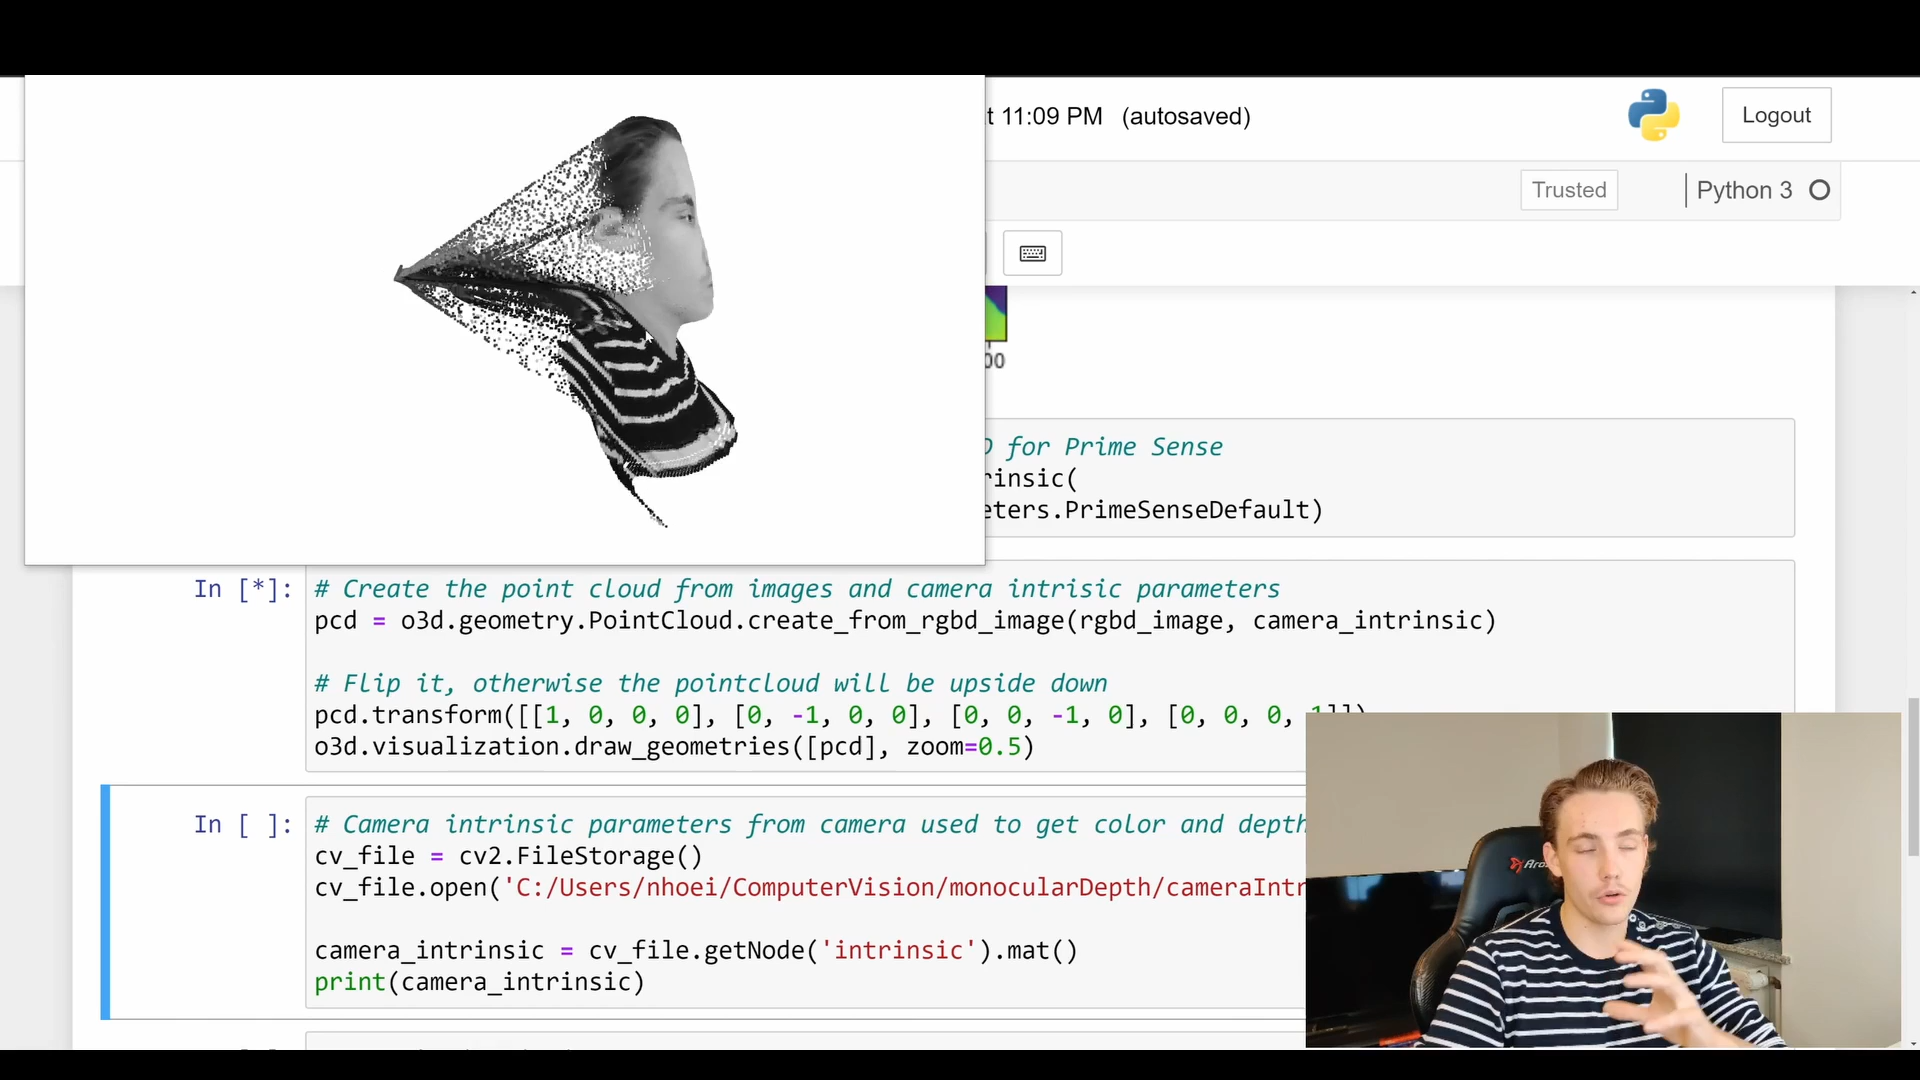 t 11:09 PM (autosaved)
Logout
Trusted
Python 3
00
for Prime Sense
rinsic(
eters.PrimeSenseDefault)
In [*]:
# Create the point cloud from images and camera intrisic parameters
pcd = o3d.geometry.PointCloud.create_from_rgbd_image(rgbd_image, camera_intrinsic)
# Flip it, otherwise the pointcloud will be upside down
pcd.transform([[1, 0, 0, 0], [0, -1, 0, 0], [0, 0, -1, 0], [0, 0, 0, 1]])
o3d.visualization.draw_geometries([pcd], zoom=0.5)
In [ ]:
# Camera intrinsic parameters from camera used to get color and depth
cv_file = cv2.FileStorage()
cv_file.open('C:/Users/nhoei/ComputerVision/monocularDepth/cameraIntr
camera_intrinsic = cv_file.getNode('intrinsic').mat()
print(camera_intrinsic)